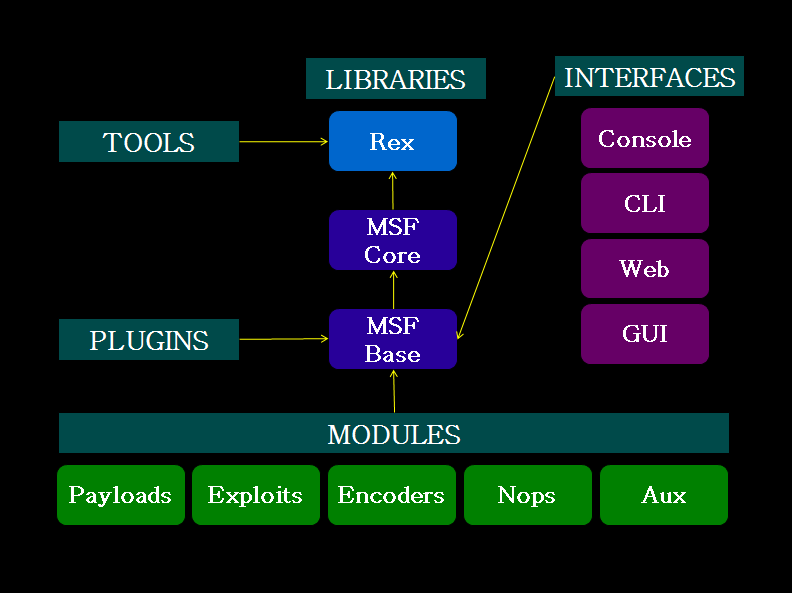 LIBRARIES
INTERFACES
TOOLS
Rex
Console
MSF
Core
CLI
Web
PLUGINS
MSF
Base
GUI
MODULES
Payloads
Exploits
Encoders
Nops
Aux